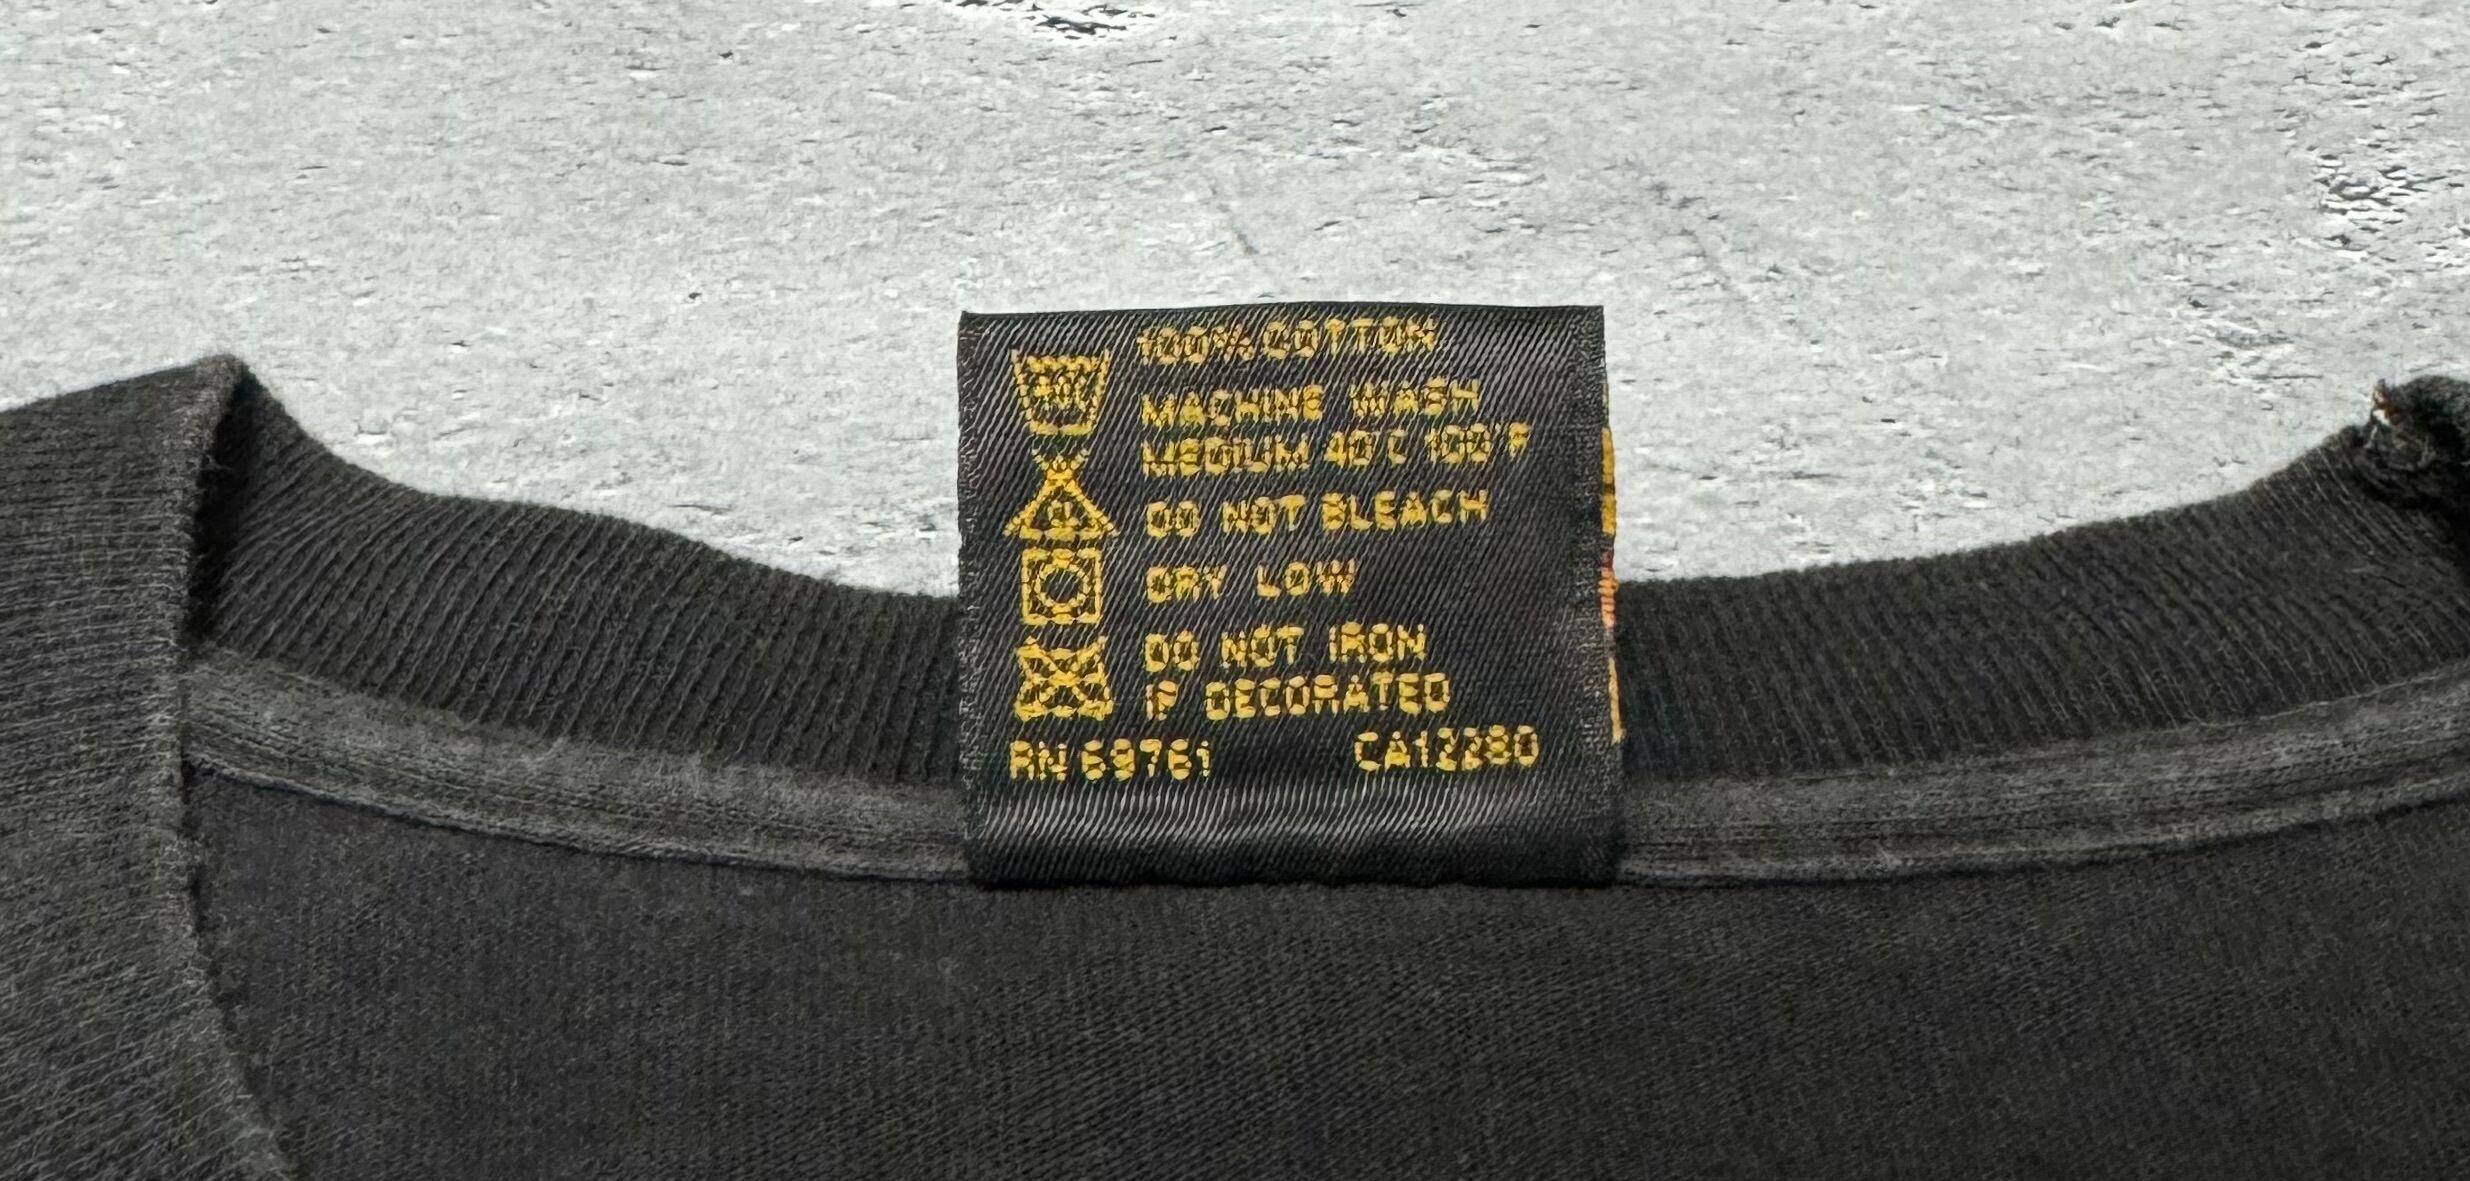 100% COTTON
MACHINE WASH
MEDIUM 40°C 100°F
DO NOT BLEACH
DRY LOW
DO NOT IRON
IF DECORATED
RN 69761 CA12280